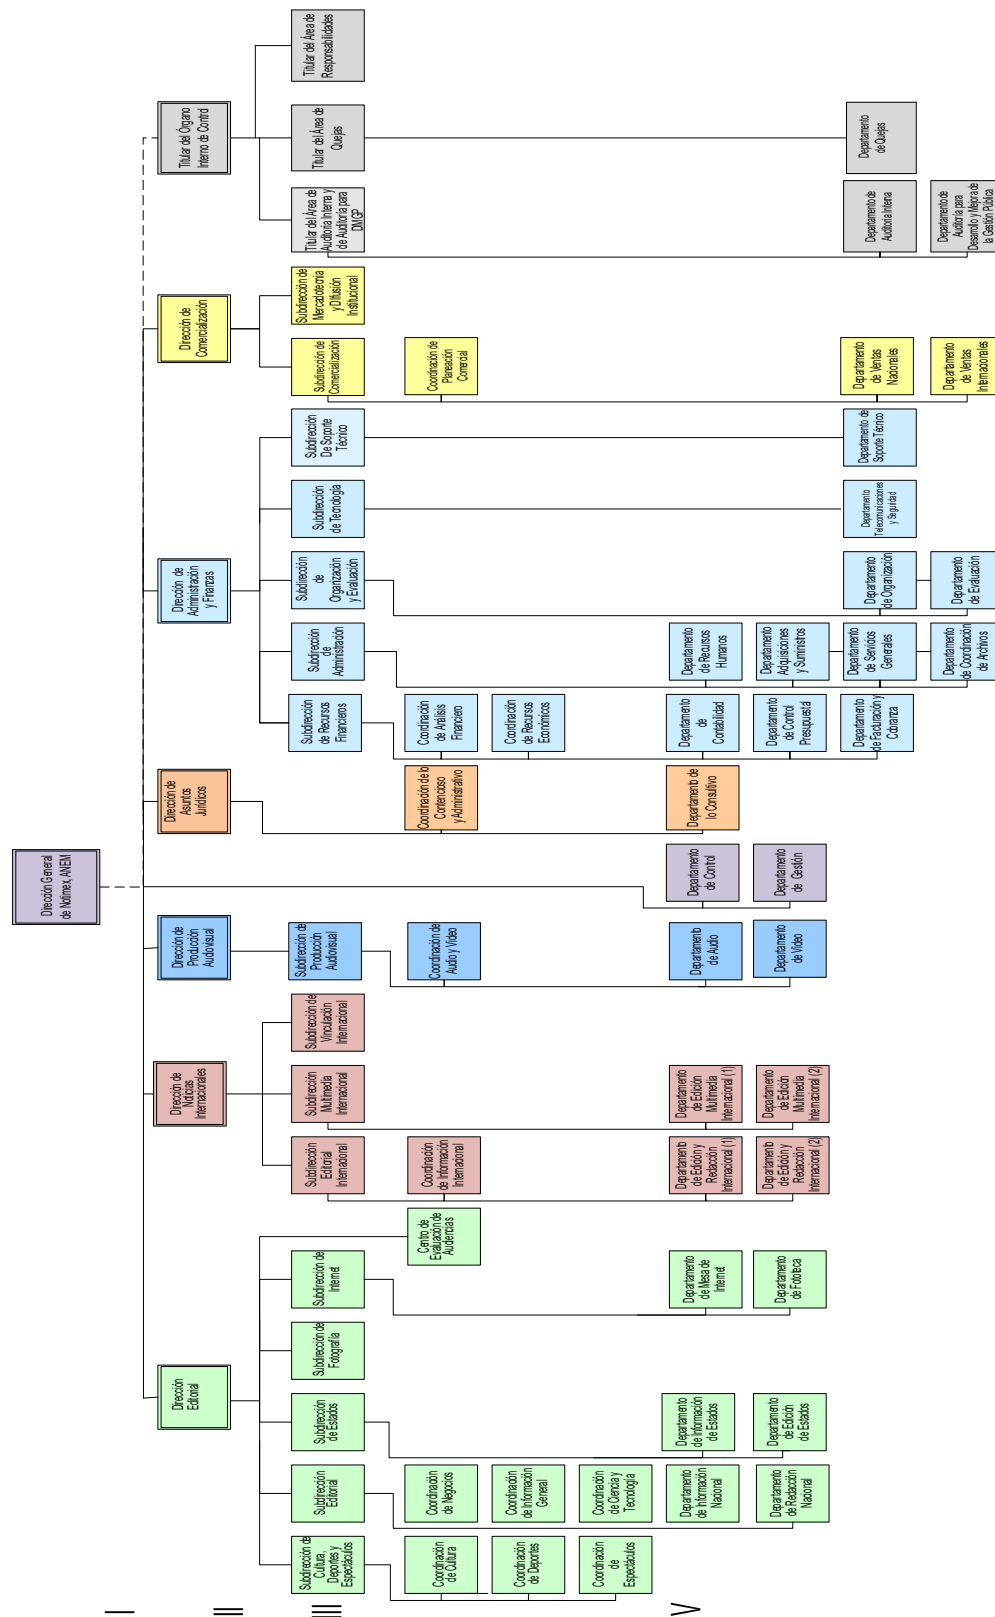 Dirección General
de Notimex, ANEM
Titular del Órgano
Interno de Control
Titular del Área de
Responsabilidades
Titular del Área de
Quejas
Departamento
de Quejas
Titular del Área de
Auditoría Interna y
de Auditoría para
DMGP
Departamento de
Auditoría Interna
Departamento de
Auditoría para
Desarrollo y Mejora de
la Gestión Pública
Dirección de
Comercialización
Subdirección de
Mercadotecnia
y Difusión
Institucional
Subdirección de
Comercialización
Coordinación de
Planeación
Comercial
Departamento
de Ventas
Nacionales
Departamento
de Ventas
Internacionales
Dirección de
Administración
y Finanzas
Subdirección
De Soporte
Técnico
Departamento de
Soporte Técnico
Subdirección
de Tecnología
Departamento
Telecomunicaciones
y Seguridad
Subdirección
de
Organización
y Evaluación
Departamento
de Organización
Departamento
de Evaluación
Subdirección
de
Administración
Departamento
de Recursos
Humanos
Departamento
Adquisiciones
y Suministros
Departamento
de Servicios
Generales
Departamento
de Coordinación
de Archivos
Subdirección
de Recursos
Financieros
Coordinación
de Análisis
Financiero
Coordinación
de Recursos
Económicos
Departamento
de
Contabilidad
Departamento
de Control
Presupuestal
Departamento
de Facturación y
Cobranza
Dirección de
Asuntos
Jurídicos
Coordinación de lo
Contencioso
y Administrativo
Departamento de
lo Consultivo
Departamento
de Control
Departamento
de Gestión
Dirección de
Producción
Audiovisual
Subdirección de
Producción
Audiovisual
Coordinación de
Audio y Video
Departamento
de Audio
Departamento
de Video
Dirección de
Noticias
Internacionales
Subdirección de
Vinculación
Internacional
Subdirección
Multimedia
Internacional
Departamento
de Edición
Multimedia
Internacional (1)
Departamento
de Edición
Multimedia
Internacional (2)
Subdirección
Editorial
Internacional
Coordinación
de Información
Internacional
Departamento
de Edición y
Redacción
Internacional (1)
Departamento
de Edición y
Redacción
Internacional (2)
Dirección
Editorial
Centro de
Evaluación de
Audiencias
Subdirección de
Internet
Departamento
de Mesa de
Internet
Departamento
de Fototeca
Subdirección de
Fotografía
Subdirección
de Estados
Departamento
de Información
de Estados
Departamento
de Edición
de Estados
Subdirección
Editorial
Coordinación
de Negocios
Coordinación
de Información
General
Coordinación
de Ciencia y
Tecnología
Departamento
de Información
Nacional
Departamento
de Redacción
Nacional
Subdirección de
Cultura,
Deportes y
Espectáculos
Coordinación
de Cultura
Coordinación
de Deportes
Coordinación
de
Espectáculos
I
II
III
V